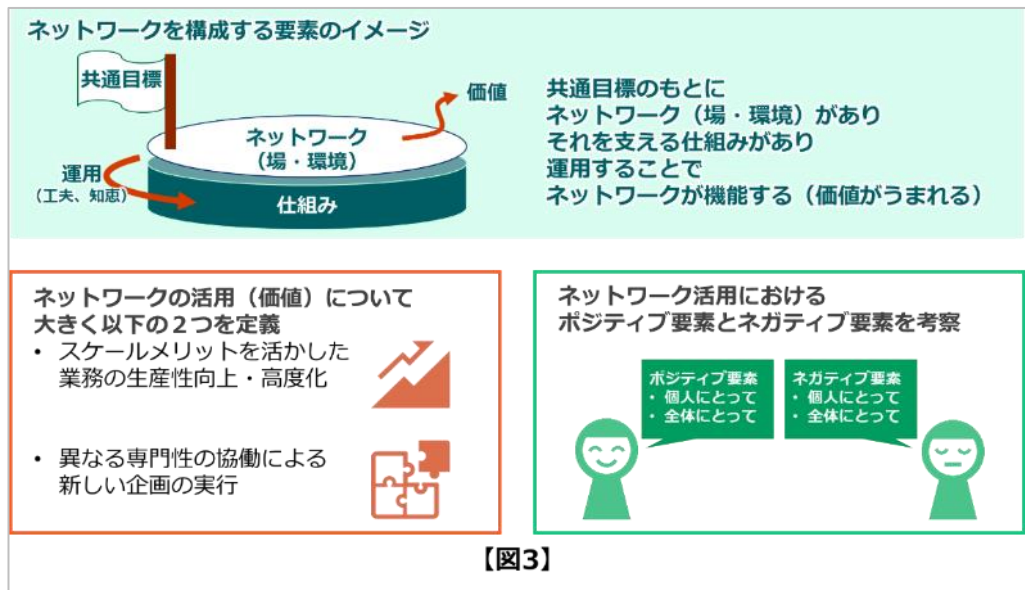 ネットワークを構成する要素のイメージ
共通目標
価値
ネットワーク
（場・環境）
運用
（工夫、知恵）
仕組み
共通目標のもとに
ネットワーク（場・環境）があり
それを支える仕組みがあり
運用することで
ネットワークが機能する（価値がうまれる）
ネットワークの活用（価値）について
大きく以下の２つを定義
• スケールメリットを活かした
業務の生産性向上・高度化
• 異なる専門性の協働による
新しい企画の実行
ネットワーク活用における
ポジティブ要素とネガティブ要素を考察
ポジティブ要素
• 個人にとって
• 全体にとって
ネガティブ要素
• 個人にとって
• 全体にとって
【図3】